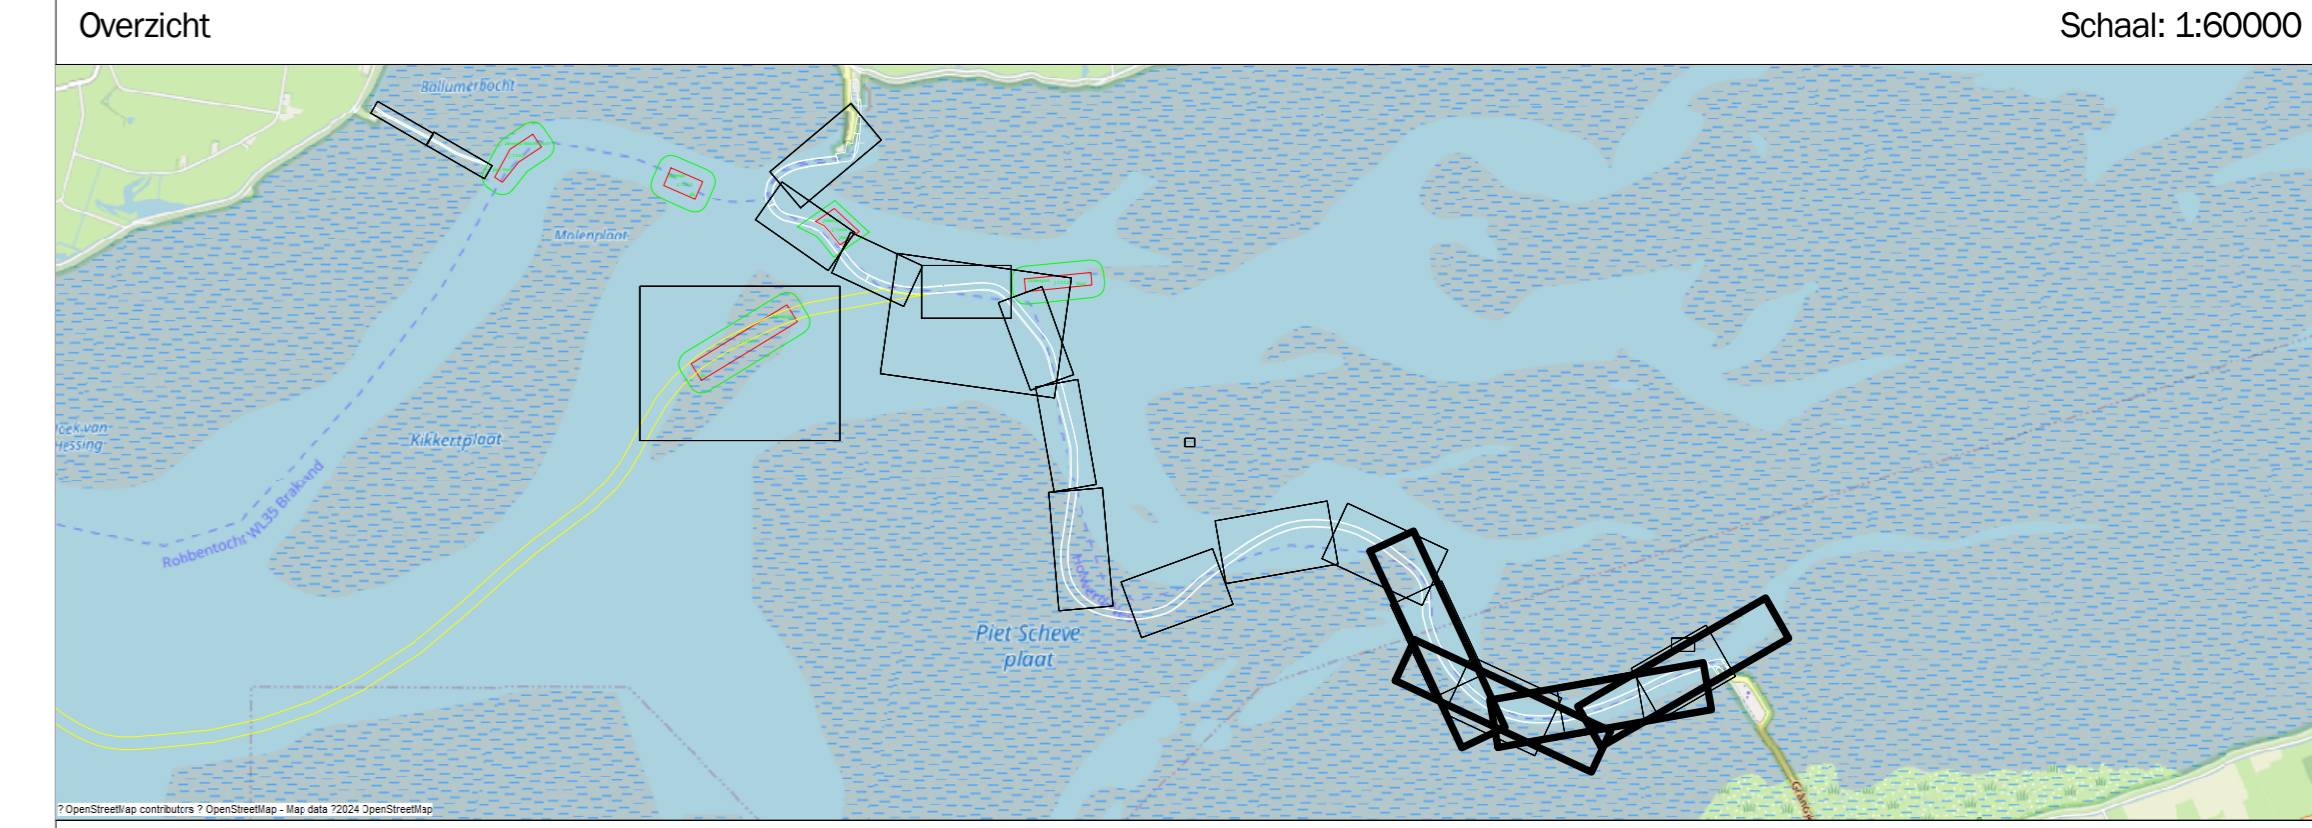 Overzicht
Schaal: 1:60000
Ballumerbocht
Molenplaat
Kikkertplaat
Robbentocht WL35 Brakzand
Piet Scheve
plaat
? OpenStreetMap contributors ? OpenStreetMap - Map data ?2024 OpenStreetMap